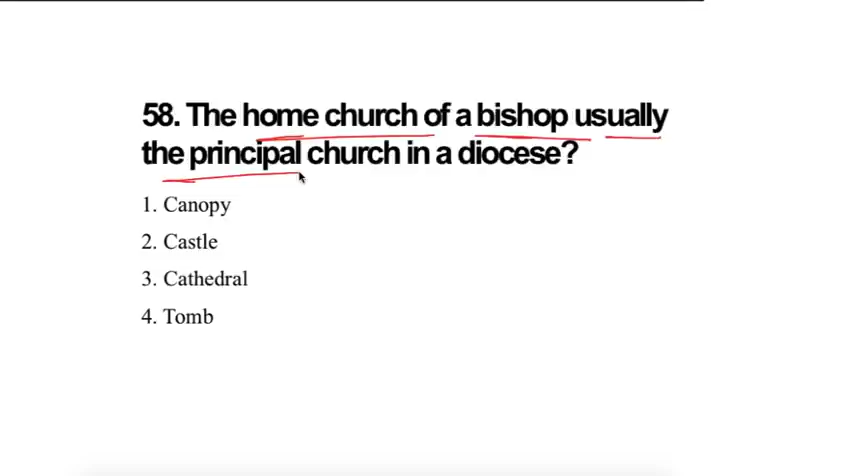 58. The home church of a bishop usually
the principal church in a diocese?
1. Canopy
2. Castle
3. Cathedral
4. Tomb